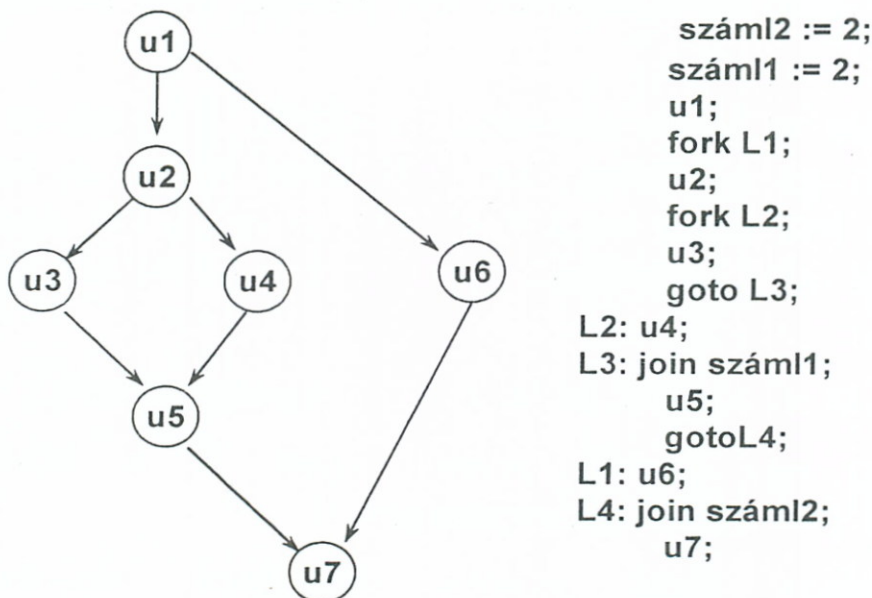 u1
u2
u3
u4
u6
u5
u7
száml2 := 2;
száml1 := 2;
u1;
fork L1;
u2;
fork L2;
u3;
goto L3;
L2: u4;
L3: join száml1;
u5;
gotoL4;
L1: u6;
L4: join száml2;
u7;